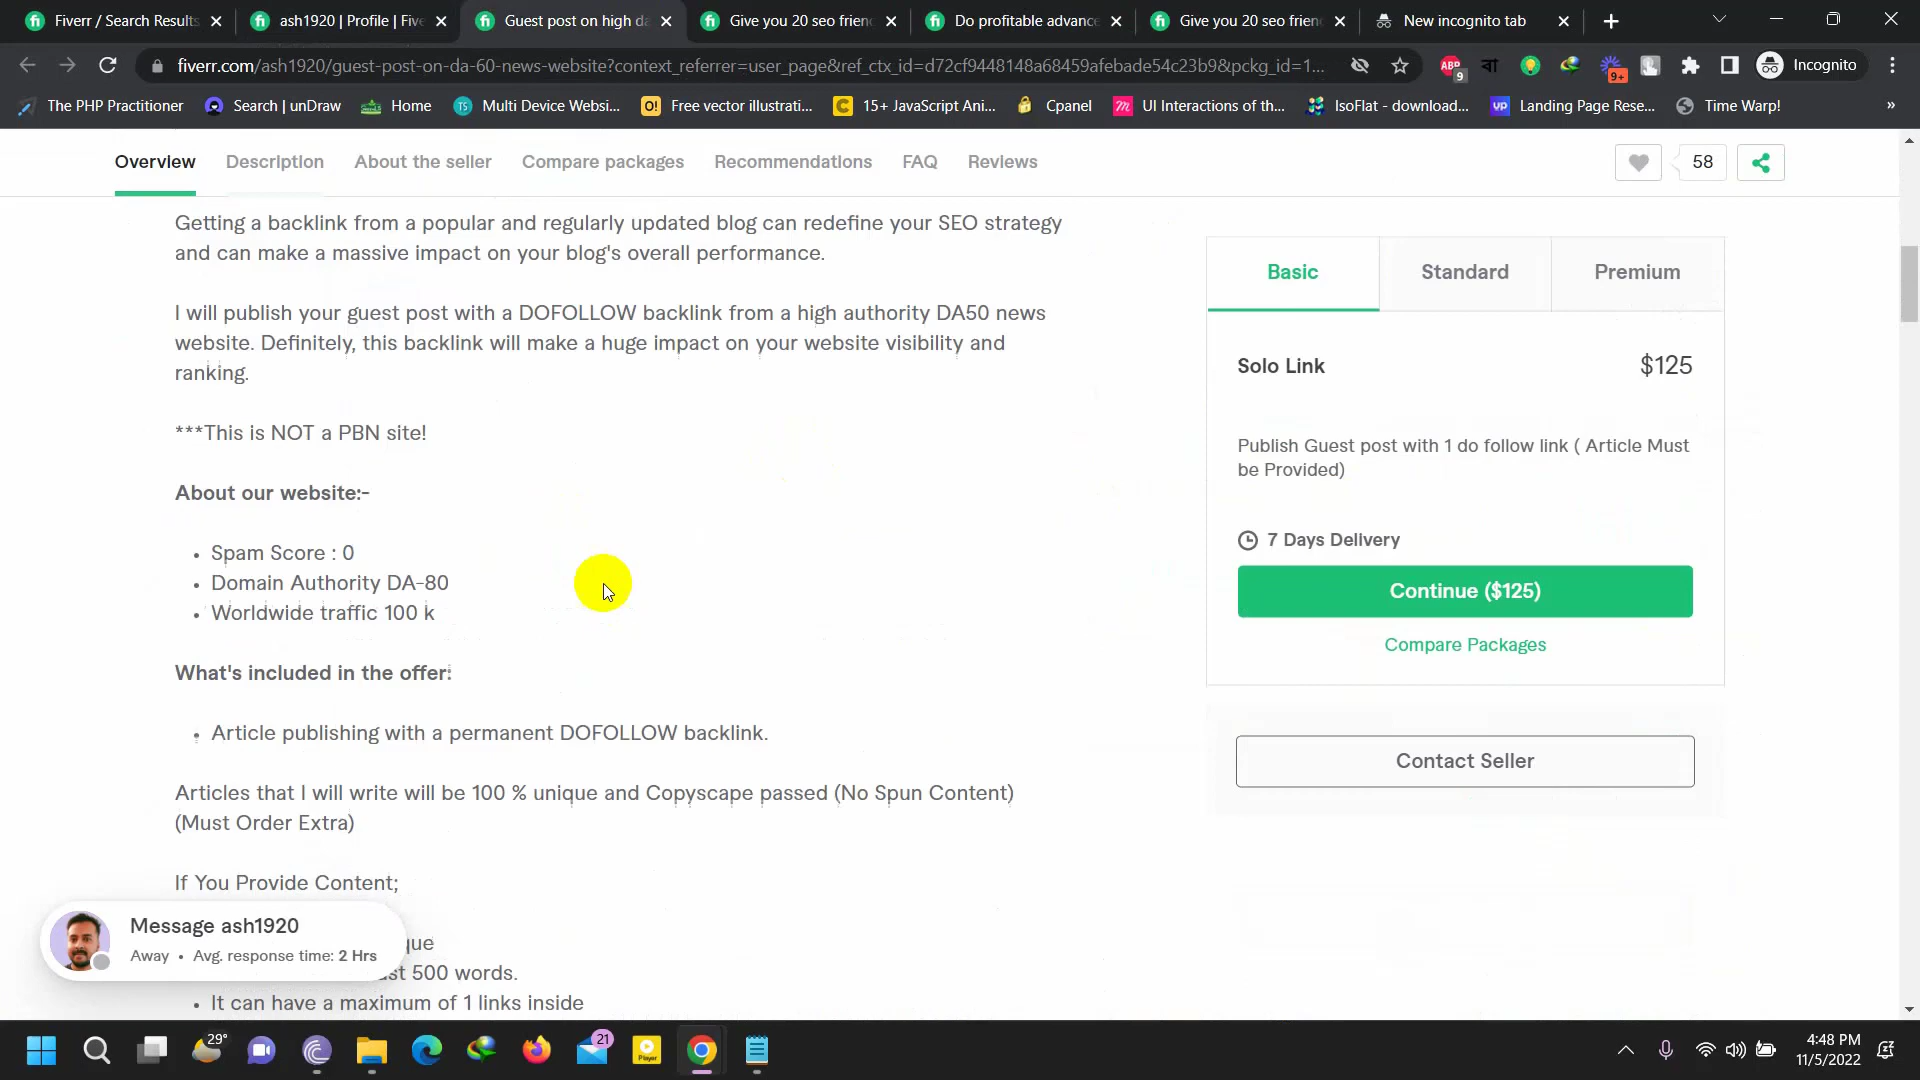 Fiverr / Search Results
ash1920 | Profile | Five
Guest post on high da
Give you 20 seo frien
Do profitable advance
Give you 20 seo frien
New incognito tab
fiverr.com/ash1920/guest-post-on-da-60-news-website?context_referrer=user_page&ref_ctx_id=d72cf9448148a68459afebade54c23b9&pckg_id=1...
ABP
9
বা
9+
Incognito
The PHP Practitioner
Search | unDraw
Home
TS
Multi Device Websi...
O!
Free vector illustrati...
C
15+ JavaScript Ani...
Cpanel
m
UI Interactions of th...
IsoFlat - download...
VP
Landing Page Rese...
Time Warp!
»
Overview
Description
About the seller
Compare packages
Recommendations
FAQ
Reviews
58
Getting a backlink from a popular and regularly updated blog can redefine your SEO strategy
and can make a massive impact on your blog's overall performance.
I will publish your guest post with a DOFOLLOW backlink from a high authority DA50 news
website. Definitely, this backlink will make a huge impact on your website visibility and
ranking.
***This is NOT a PBN site!
About our website:-
• Spam Score : 0
• Domain Authority DA-80
• Worldwide traffic 100 k
What's included in the offer:
• Article publishing with a permanent DOFOLLOW backlink.
Articles that I will write will be 100 % unique and Copyscape passed (No Spun Content)
(Must Order Extra)
If You Provide Content;
que
ast 500 words.
• It can have a maximum of 1 links inside
Message ash1920
Away • Avg. response time: 2 Hrs
Basic
Standard
Premium
Solo Link
$125
Publish Guest post with 1 do follow link ( Article Must
be Provided)
7 Days Delivery
Continue ($125)
Compare Packages
Contact Seller
29°
21
Player
4:48 PM
11/5/2022